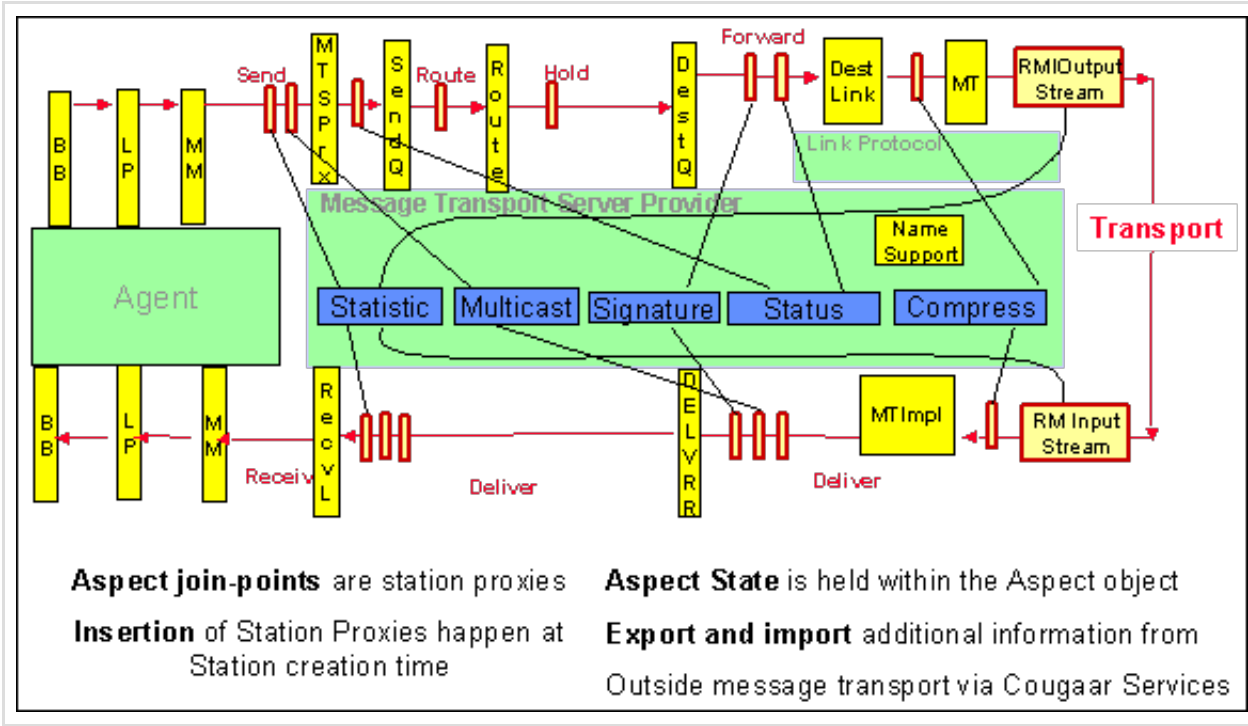 Forward
Send
Route
Hold
BB
LP
MM
MTSPrx
SendQ
Route
DestQ
Dest
Link
MT
RMIOutput
Stream
Link Protocol
Message Transport Server Provider
Name
Support
Transport
Agent
Statistic
Multicast
Signature
Status
Compress
BB
LP
MM
RecvL
DELVRR
MTImpl
RM Input
Stream
Receiv
Deliver
Deliver
Aspect join-points are station proxies
Insertion of Station Proxies happen at
Station creation time
Aspect State is held within the Aspect object
Export and import additional information from
Outside message transport via Cougaar Services